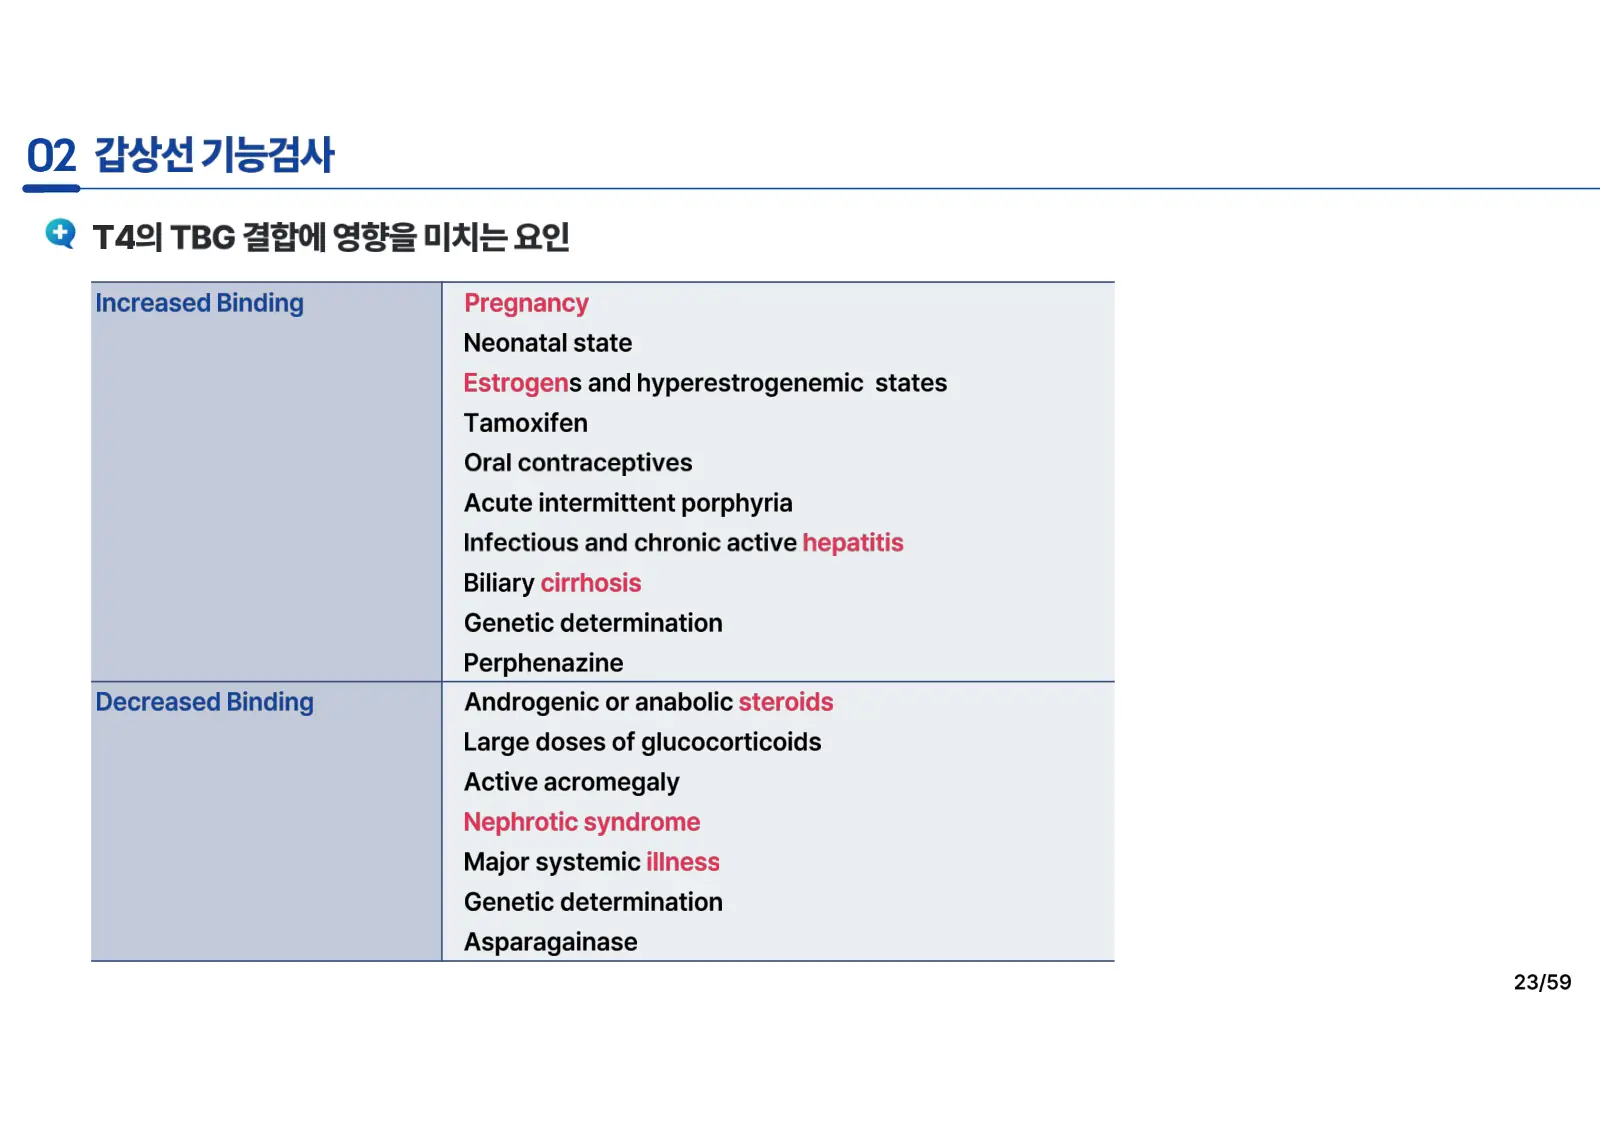 02 갑상선 기능검사
T4의 TBG 결합에 영향을 미치는 요인
Increased Binding
Pregnancy
Neonatal state
Estrogens and hyperestrogenemic states
Tamoxifen
Oral contraceptives
Acute intermittent porphyria
Infectious and chronic active hepatitis
Biliary cirrhosis
Genetic determination
Perphenazine
Decreased Binding
Androgenic or anabolic steroids
Large doses of glucocorticoids
Active acromegaly
Nephrotic syndrome
Major systemic illness
Genetic determination
Asparagainase
23/59